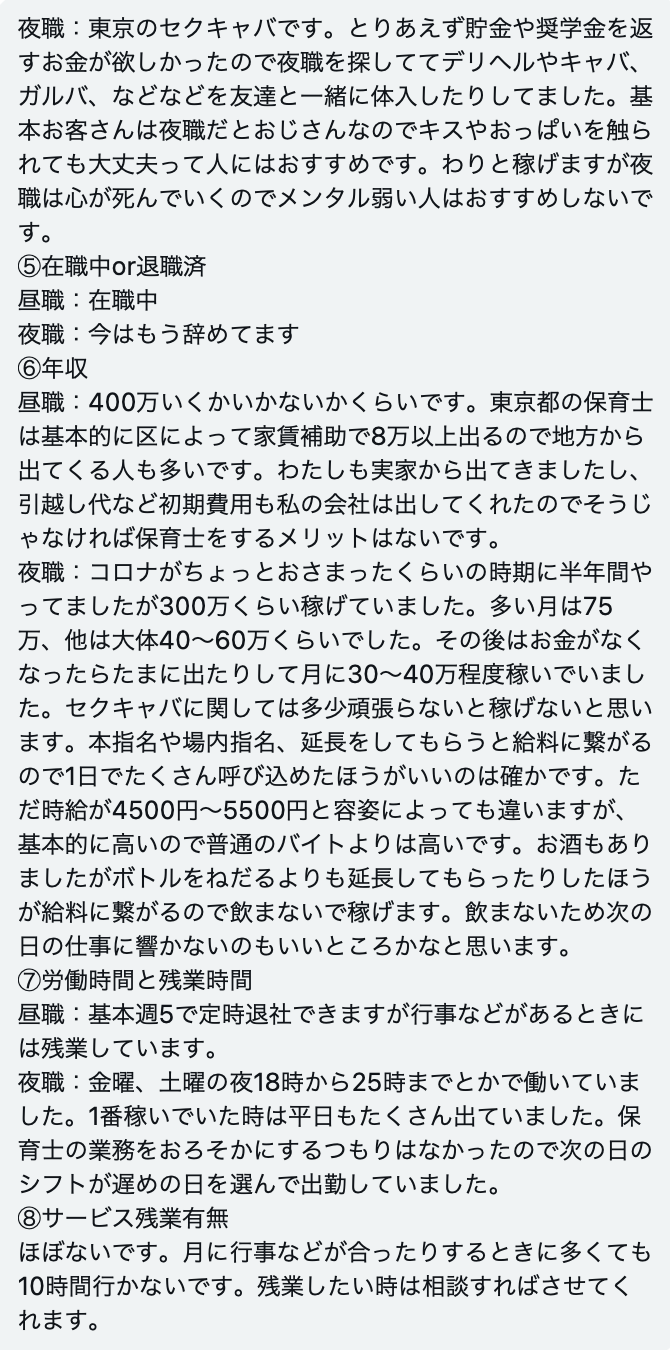 夜職：東京のセクキャバです。とりあえず貯金や奨学金を返
すお金が欲しかったので夜職を探しててデリヘルやキャバ、
ガルバ、などなどを友達と一緒に体入したりしてました。基
本お客さんは夜職だとおじさんなのでキスやおっぱいを触ら
れても大丈夫って人にはおすすめです。わりと稼げますが夜
職は心が死んでいくのでメンタル弱い人はおすすめしないで
す。
⑤在職中or退職済
昼職：在職中
夜職：今はもう辞めてます
⑥年収
昼職：400万いくかいかないかくらいです。東京都の保育士
は基本的に区によって家賃補助で8万以上出るので地方から
出てくる人も多いです。わたしも実家から出てきましたし、
引越し代など初期費用も私の会社は出してくれたのでそうじ
ゃなければ保育士をするメリットはないです。
夜職：コロナがちょっとおさまったくらいの時期に半年間や
ってましたが300万くらい稼げていました。多い月は75
万、他は大体40〜60万くらいでした。その後はお金がなく
なったらたまに出たりして月に30〜40万程度稼いでいまし
た。セクキャバに関しては多少頑張らないと稼げないと思い
ます。本指名や場内指名、延長をしてもらうと給料に繋がる
ので1日でたくさん呼び込めたほうがいいのは確かです。た
だ時給が4500円〜5500円と容姿によっても違いますが、
基本的に高いので普通のバイトよりは高いです。お酒もあり
ましたがボトルをねだるよりも延長してもらったりしたほう
が給料に繋がるので飲まないで稼げます。飲まないため次の
日の仕事に響かないのもいいところかなと思います。
⑦労働時間と残業時間
昼職：基本週5で定時退社できますが行事などがあるときに
は残業しています。
夜職：金曜、土曜の夜18時から25時までとかで働いていま
した。1番稼いでいた時は平日もたくさん出ていました。保
育士の業務をおろそかにするつもりはなかったので次の日の
シフトが遅めの日を選んで出勤していました。
⑧サービス残業有無
ほぼないです。月に行事などが合ったりするときに多くても
10時間行かないです。残業したい時は相談すればさせてく
れます。